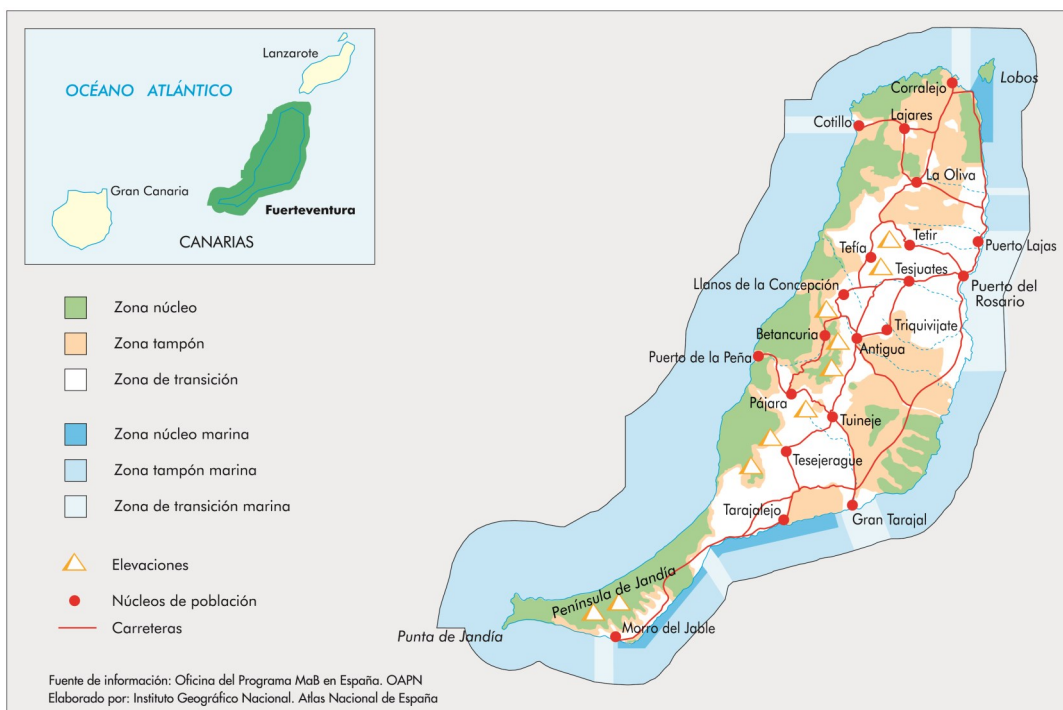 Lanzarote
OCÉANO ATLÁNTICO
Gran Canaria
Fuerteventura
CANARIAS
Zona núcleo
Zona tampón
Zona de transición
Zona núcleo marina
Zona tampón marina
Zona de transición marina
Elevaciones
Núcleos de población
Carreteras
Corralejo
Lobos
Cotillo
Lajares
La Oliva
Tetir
Puerto Lajas
Tefía
Tesjuates
Llanos de la Concepción
Puerto del
Rosario
Triquivijate
Betancuria
Antigua
Puerto de la Peña
Pájara
Tuineje
Tesejerague
Tarajalejo
Gran Tarajal
Península de Jandía
Punta de Jandía
Morro del Jable
Fuente de información: Oficina del Programa MaB en España. OAPN
Elaborado por: Instituto Geográfico Nacional. Atlas Nacional de España